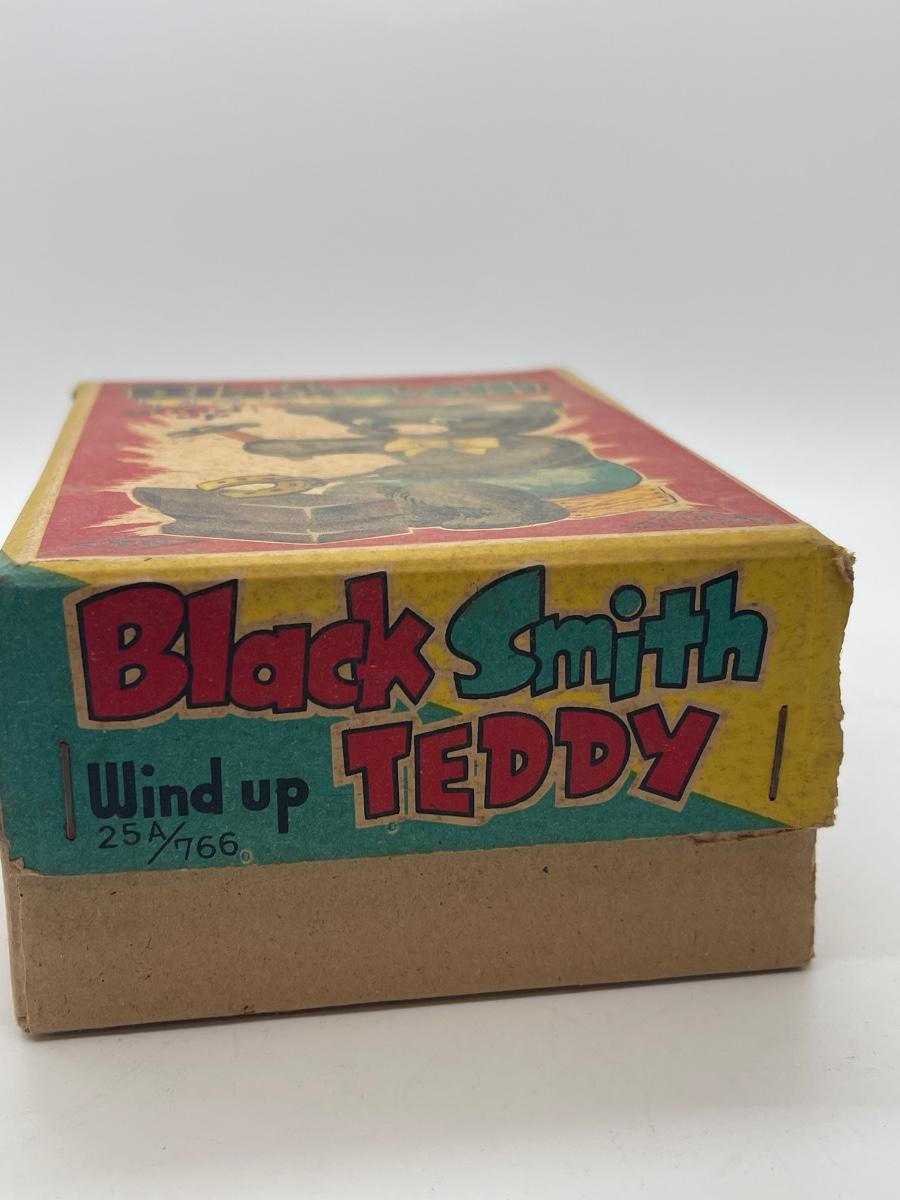 Black Smith
TEDDY
Wind up
25A/766